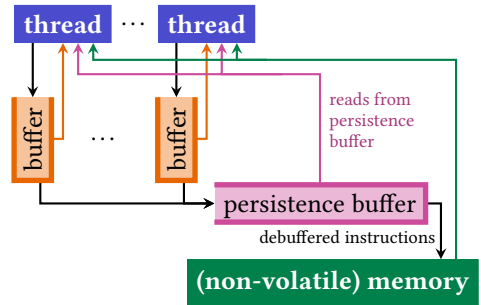 thread ... thread
buffer ... buffer
reads from
persistence
buffer
persistence buffer
debuffered instructions
(non-volatile) memory